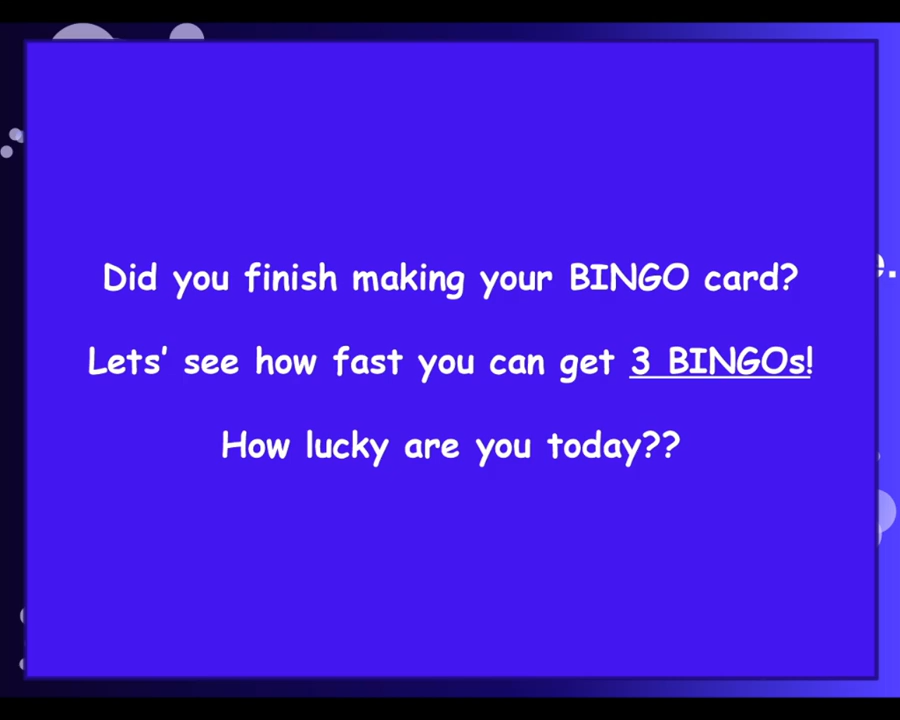 Did you finish making your BINGO card?
Lets' see how fast you can get 3 BINGOs!
How lucky are you today??
e.